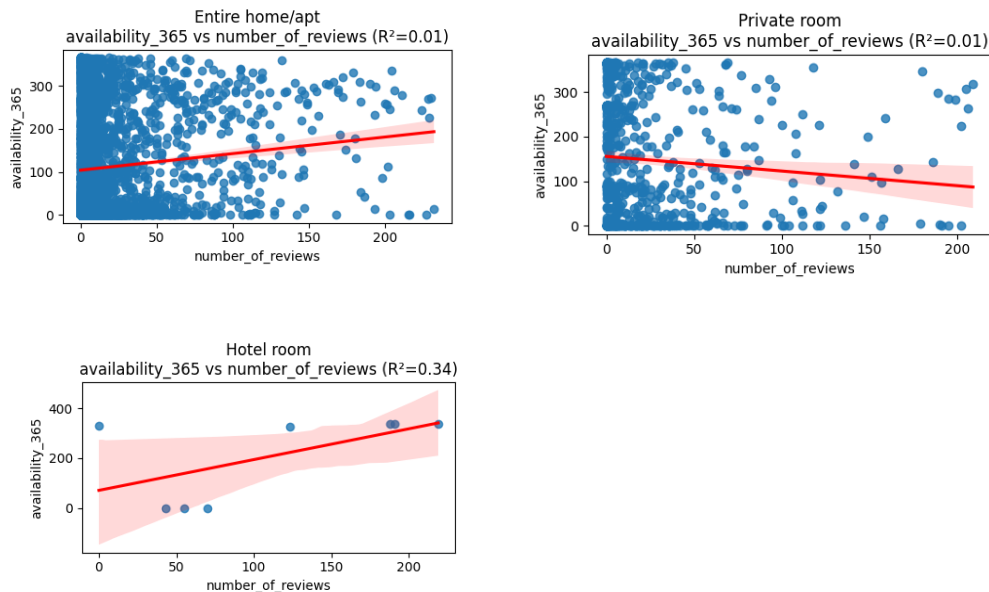 Entire home/apt
availability_365 vs number_of_reviews (R²=0.01)
availability_365
300
200
100
0
0 50 100 150 200
number_of_reviews
Private room
availability_365 vs number_of_reviews (R²=0.01)
availability_365
300
200
100
0
0 50 100 150 200
number_of_reviews
Hotel room
availability_365 vs number_of_reviews (R²=0.34)
availability_365
400
200
0
0 50 100 150 200
number_of_reviews